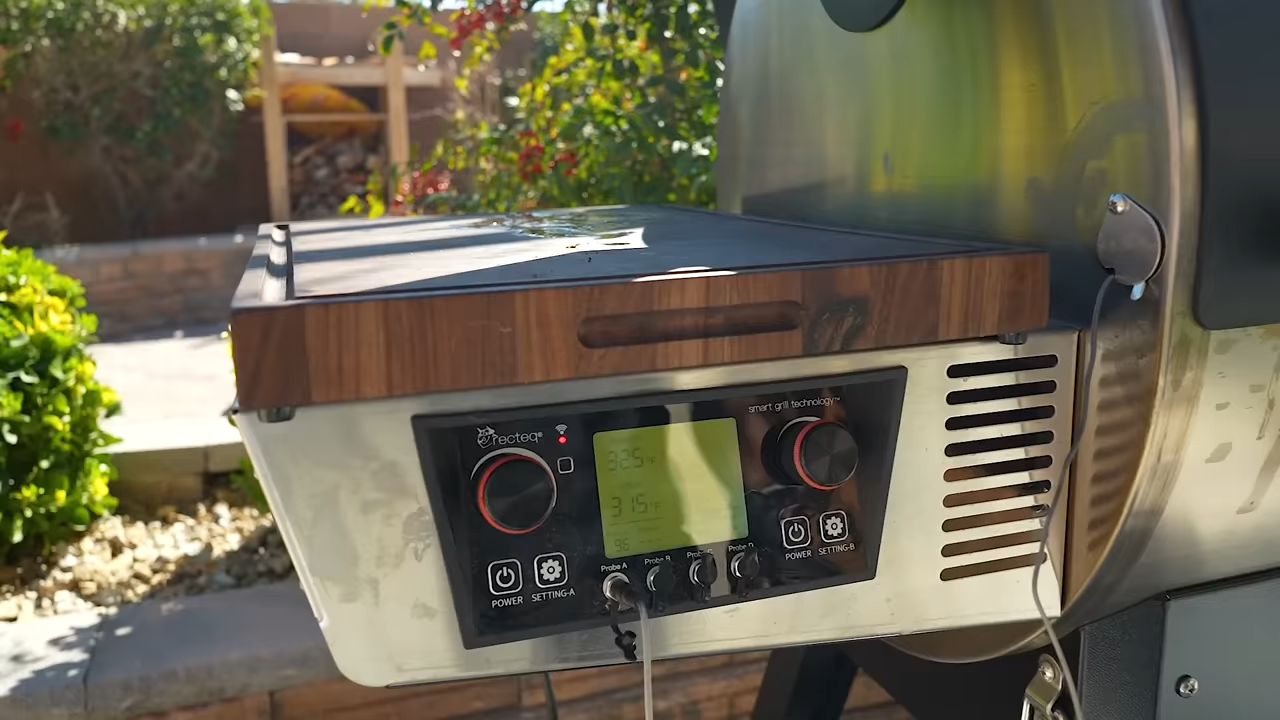 recteq®
smart grill technology™
325 °F
315 °F
Probe A
Probe B
Probe C
Probe D
POWER
SETTING-A
POWER
SETTING-B